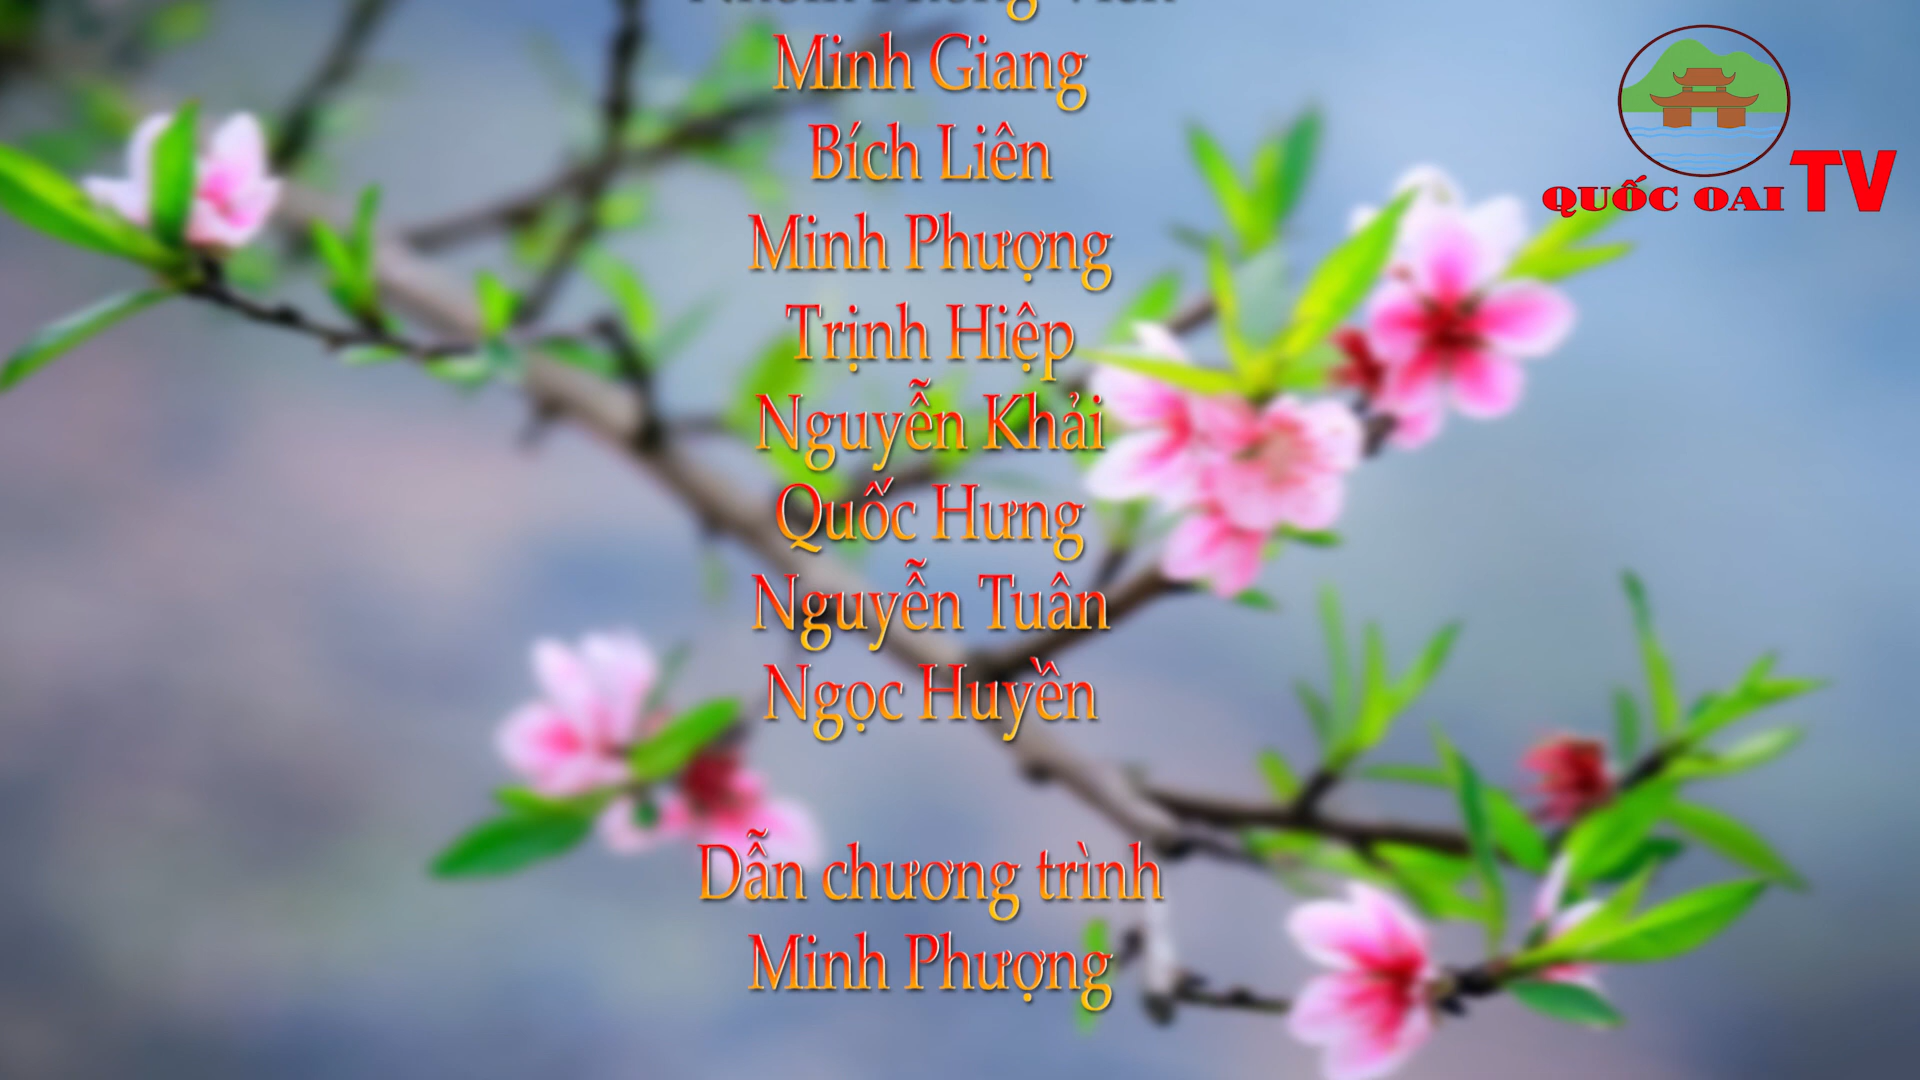 Minh Giang
Bích Liên
Minh Phượng
Trịnh Hiệp
Nguyễn Khải
Quốc Hưng
Nguyễn Tuân
Ngọc Huyền
Dẫn chương trình
Minh Phượng
QUỐC OAI TV